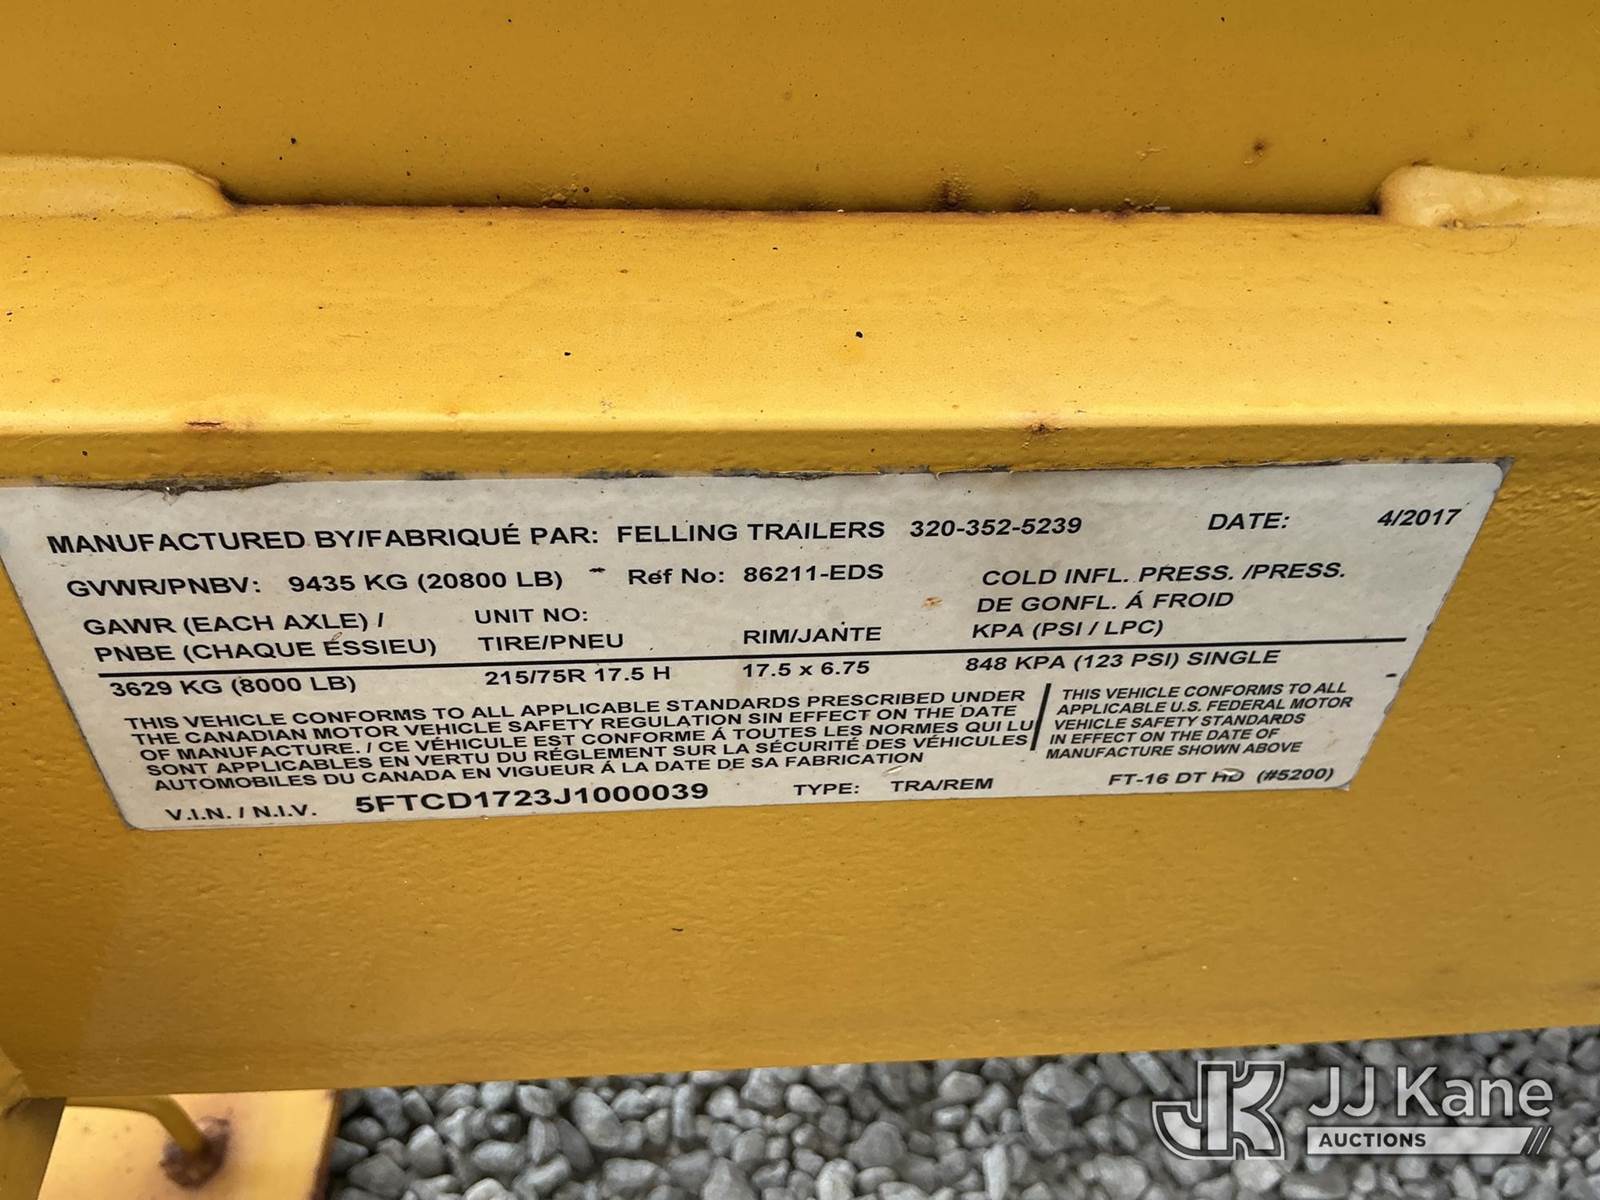 MANUFACTURED BY/FABRIQUÉ PAR: FELLING TRAILERS 320-352-5239 DATE: 4/2017
GVWR/PNBV: 9435 KG (20800 LB) Ref No: 86211-EDS
GAWR (EACH AXLE) /
PNBE (CHAQUE ESSIEU)
UNIT NO:
TIRE/PNEU
RIM/JANTE
COLD INFL. PRESS. /PRESS.
DE GONFL. Á FROID
KPA (PSI / LPC)
3629 KG (8000 LB) 215/75R 17.5 H 17.5 x 6.75 848 KPA (123 PSI) SINGLE
THIS VEHICLE CONFORMS TO ALL APPLICABLE STANDARDS PRESCRIBED UNDER
THE CANADIAN MOTOR VEHICLE SAFETY REGULATION SIN EFFECT ON THE DATE
OF MANUFACTURE. / CE VÉHICULE EST CONFORME Á TOUTES LES NORMES QUI LU
SONT APPLICABLES EN VERTU DU RÉGLEMENT SUR LA SÉCURITÉ DES VÉHICULES
AUTOMOBILES DU CANADA EN VIGUEUR Á LA DATE DE SA FABRICATION
THIS VEHICLE CONFORMS TO ALL
APPLICABLE U.S. FEDERAL MOTOR
VEHICLE SAFETY STANDARDS
IN EFFECT ON THE DATE OF
MANUFACTURE SHOWN ABOVE
V.I.N. / N.I.V. 5FTCD1723J1000039 TYPE: TRA/REM FT-16 DT HD (#5200)
JK JJ Kane
AUCTIONS